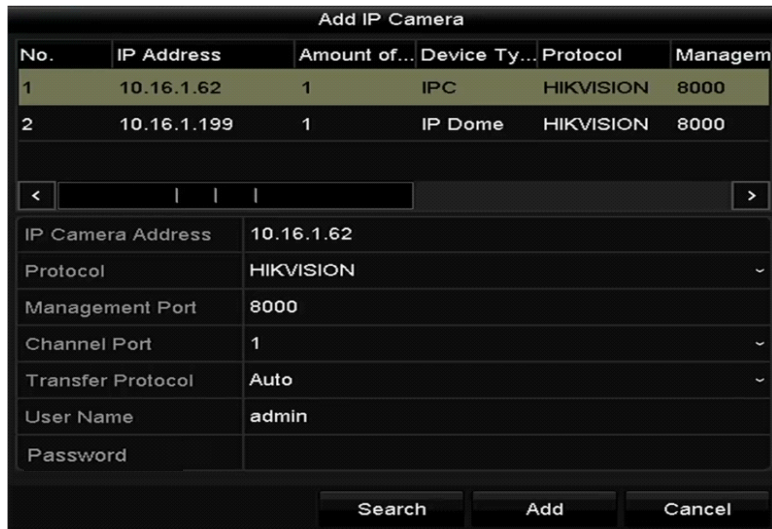 Add IP Camera
No. IP Address Amount of... Device Ty... Protocol Managem
1 10.16.1.62 1 IPC HIKVISION 8000
2 10.16.1.199 1 IP Dome HIKVISION 8000
IP Camera Address 10.16.1.62
Protocol HIKVISION
Management Port 8000
Channel Port 1
Transfer Protocol Auto
User Name admin
Password
Search Add Cancel